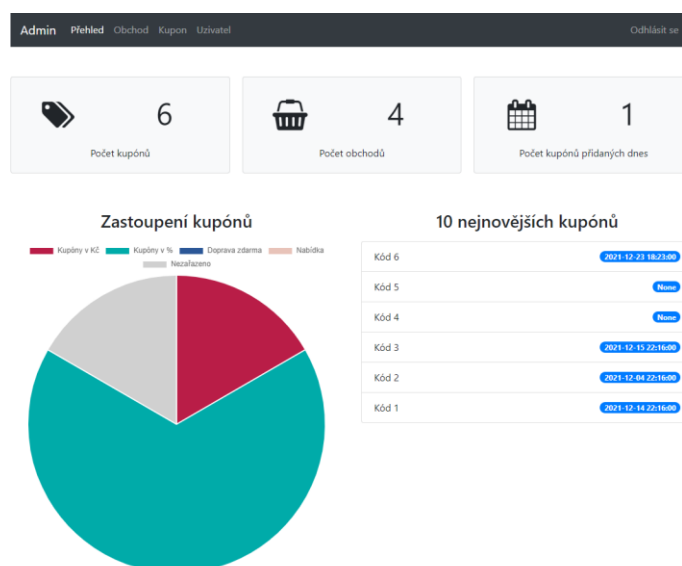 Admin Přehled Obchod Kupon Uzivatel Odhlásit se
6 4 1
Počet kupónů Počet obchodů Počet kupónů přidaných dnes
Zastoupení kupónů
Kupóny v Kč Kupóny v % Doprava zdarma Nabídka
Nezařazeno
10 nejnovějších kupónů
Kód 6 2021-12-23 18:23:00
Kód 5 None
Kód 4 None
Kód 3 2021-12-15 22:16:00
Kód 2 2021-12-04 22:16:00
Kód 1 2021-12-14 22:16:00